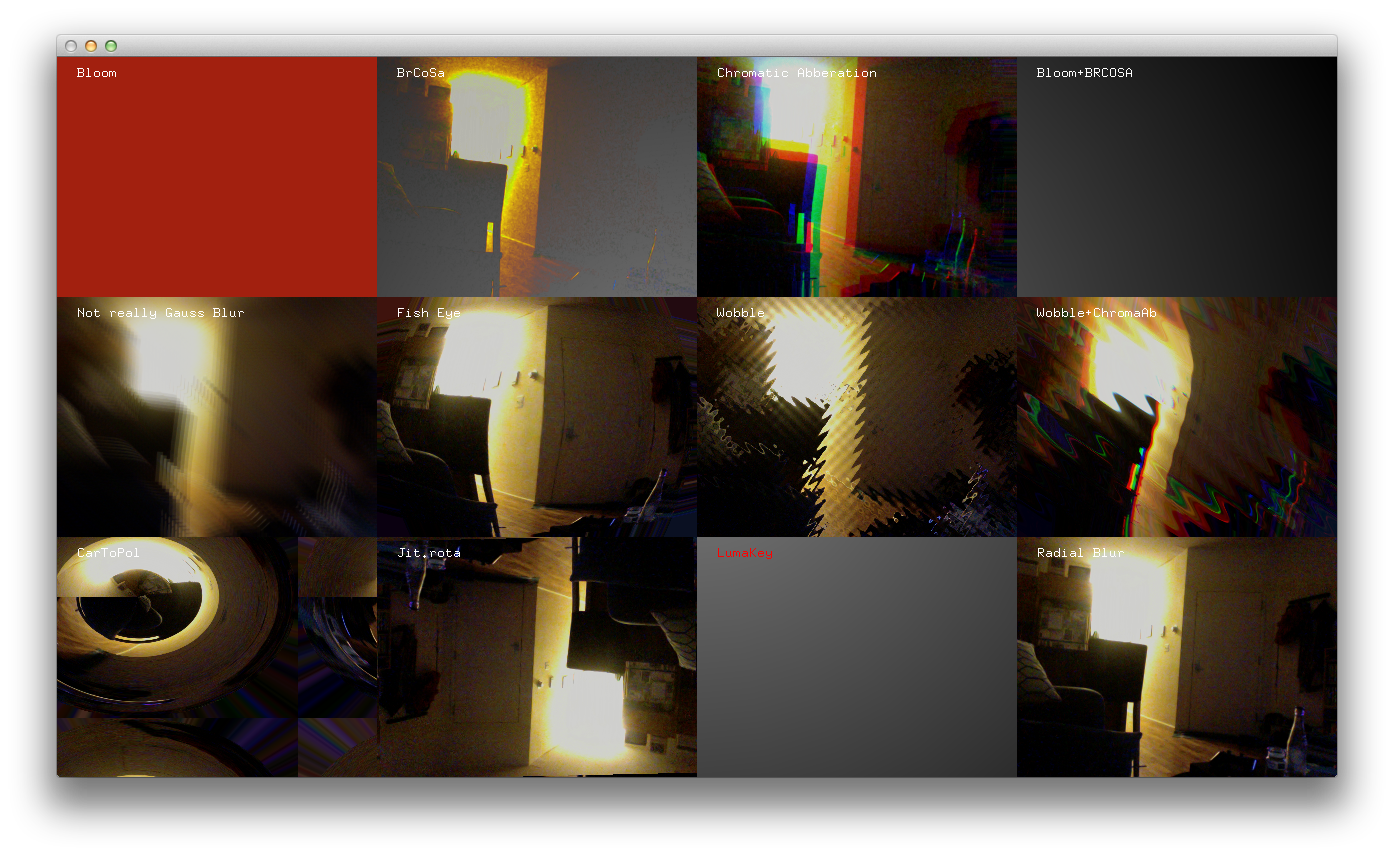 Bloom
BrCoSa
Chromatic Abberation
Bloom+BRCOSA
Not really Gauss Blur
Fish Eye
Wobble
Wobble+ChromaAb
CarToPol
Jit.rota
LumaKey
Radial Blur